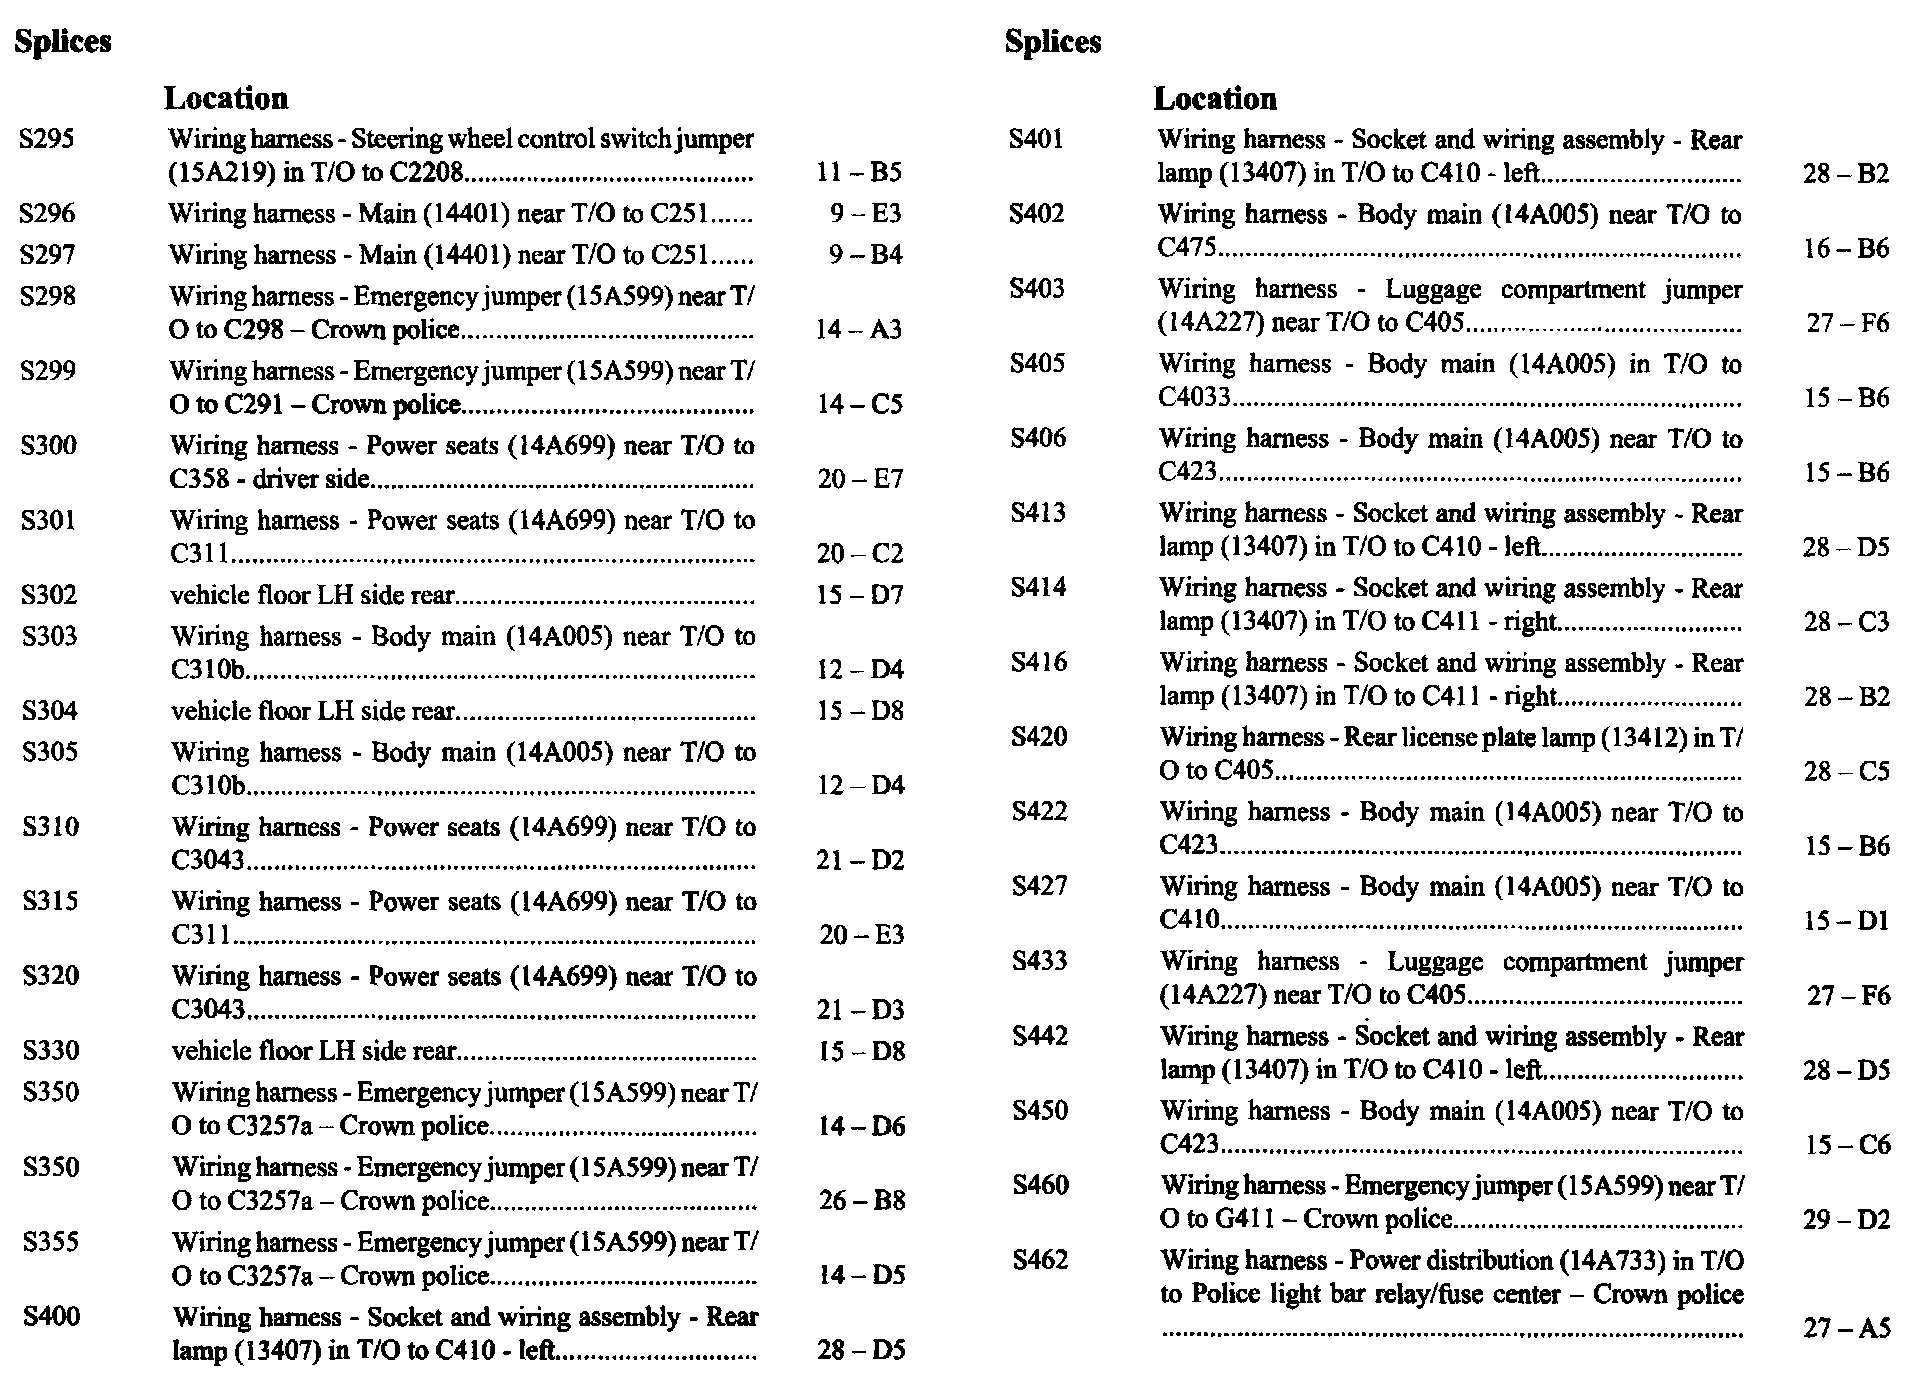 Splices
Location
S295 Wiring harness - Steering wheel control switch jumper
(15A219) in T/O to C2208.......................................... 11 – B5
S296 Wiring harness - Main (14401) near T/O to C251...... 9 – E3
S297 Wiring harness - Main (14401) near T/O to C251...... 9 – B4
S298 Wiring harness - Emergency jumper (15A599) near T/
O to C298 – Crown police.......................................... 14 – A3
S299 Wiring harness - Emergency jumper (15A599) near T/
O to C291 – Crown police.......................................... 14 – C5
S300 Wiring harness - Power seats (14A699) near T/O to
C358 - driver side........................................................ 20 – E7
S301 Wiring harness - Power seats (14A699) near T/O to
C311............................................................................ 20 – C2
S302 vehicle floor LH side rear............................................ 15 – D7
S303 Wiring harness - Body main (14A005) near T/O to
C310b.......................................................................... 12 – D4
S304 vehicle floor LH side rear............................................ 15 – D8
S305 Wiring harness - Body main (14A005) near T/O to
C310b.......................................................................... 12 – D4
S310 Wiring harness - Power seats (14A699) near T/O to
C3043.......................................................................... 21 – D2
S315 Wiring harness - Power seats (14A699) near T/O to
C311............................................................................ 20 – E3
S320 Wiring harness - Power seats (14A699) near T/O to
C3043.......................................................................... 21 – D3
S330 vehicle floor LH side rear............................................ 15 – D8
S350 Wiring harness - Emergency jumper (15A599) near T/
O to C3257a – Crown police....................................... 14 – D6
S350 Wiring harness - Emergency jumper (15A599) near T/
O to C3257a – Crown police....................................... 26 – B8
S355 Wiring harness - Emergency jumper (15A599) near T/
O to C3257a – Crown police....................................... 14 – D5
S400 Wiring harness - Socket and wiring assembly - Rear
lamp (13407) in T/O to C410 - left............................. 28 – D5
Splices
Location
S401 Wiring harness - Socket and wiring assembly - Rear
lamp (13407) in T/O to C410 - left............................. 28 – B2
S402 Wiring harness - Body main (14A005) near T/O to
C475............................................................................ 16 – B6
S403 Wiring harness - Luggage compartment jumper
(14A227) near T/O to C405........................................ 27 – F6
S405 Wiring harness - Body main (14A005) in T/O to
C4033.......................................................................... 15 – B6
S406 Wiring harness - Body main (14A005) near T/O to
C423............................................................................ 15 – B6
S413 Wiring harness - Socket and wiring assembly - Rear
lamp (13407) in T/O to C410 - left............................. 28 – D5
S414 Wiring harness - Socket and wiring assembly - Rear
lamp (13407) in T/O to C411 - right........................... 28 – C3
S416 Wiring harness - Socket and wiring assembly - Rear
lamp (13407) in T/O to C411 - right........................... 28 – B2
S420 Wiring harness - Rear license plate lamp (13412) in T/
O to C405.................................................................... 28 – C5
S422 Wiring harness - Body main (14A005) near T/O to
C423............................................................................ 15 – B6
S427 Wiring harness - Body main (14A005) near T/O to
C410............................................................................ 15 – D1
S433 Wiring harness - Luggage compartment jumper
(14A227) near T/O to C405........................................ 27 – F6
S442 Wiring harness - Socket and wiring assembly - Rear
lamp (13407) in T/O to C410 - left............................. 28 – D5
S450 Wiring harness - Body main (14A005) near T/O to
C423............................................................................ 15 – C6
S460 Wiring harness - Emergency jumper (15A599) near T/
O to G411 – Crown police.......................................... 29 – D2
S462 Wiring harness - Power distribution (14A733) in T/O
to Police light bar relay/fuse center – Crown police
.................................................................................... 27 – A5